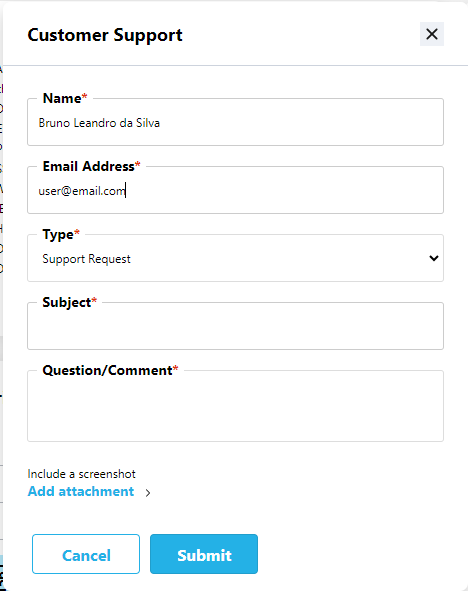 Customer Support
Name*
Bruno Leandro da Silva
Email Address*
user@email.com
Type*
Support Request
Subject*
Question/Comment*
Include a screenshot
Add attachment
Cancel
Submit